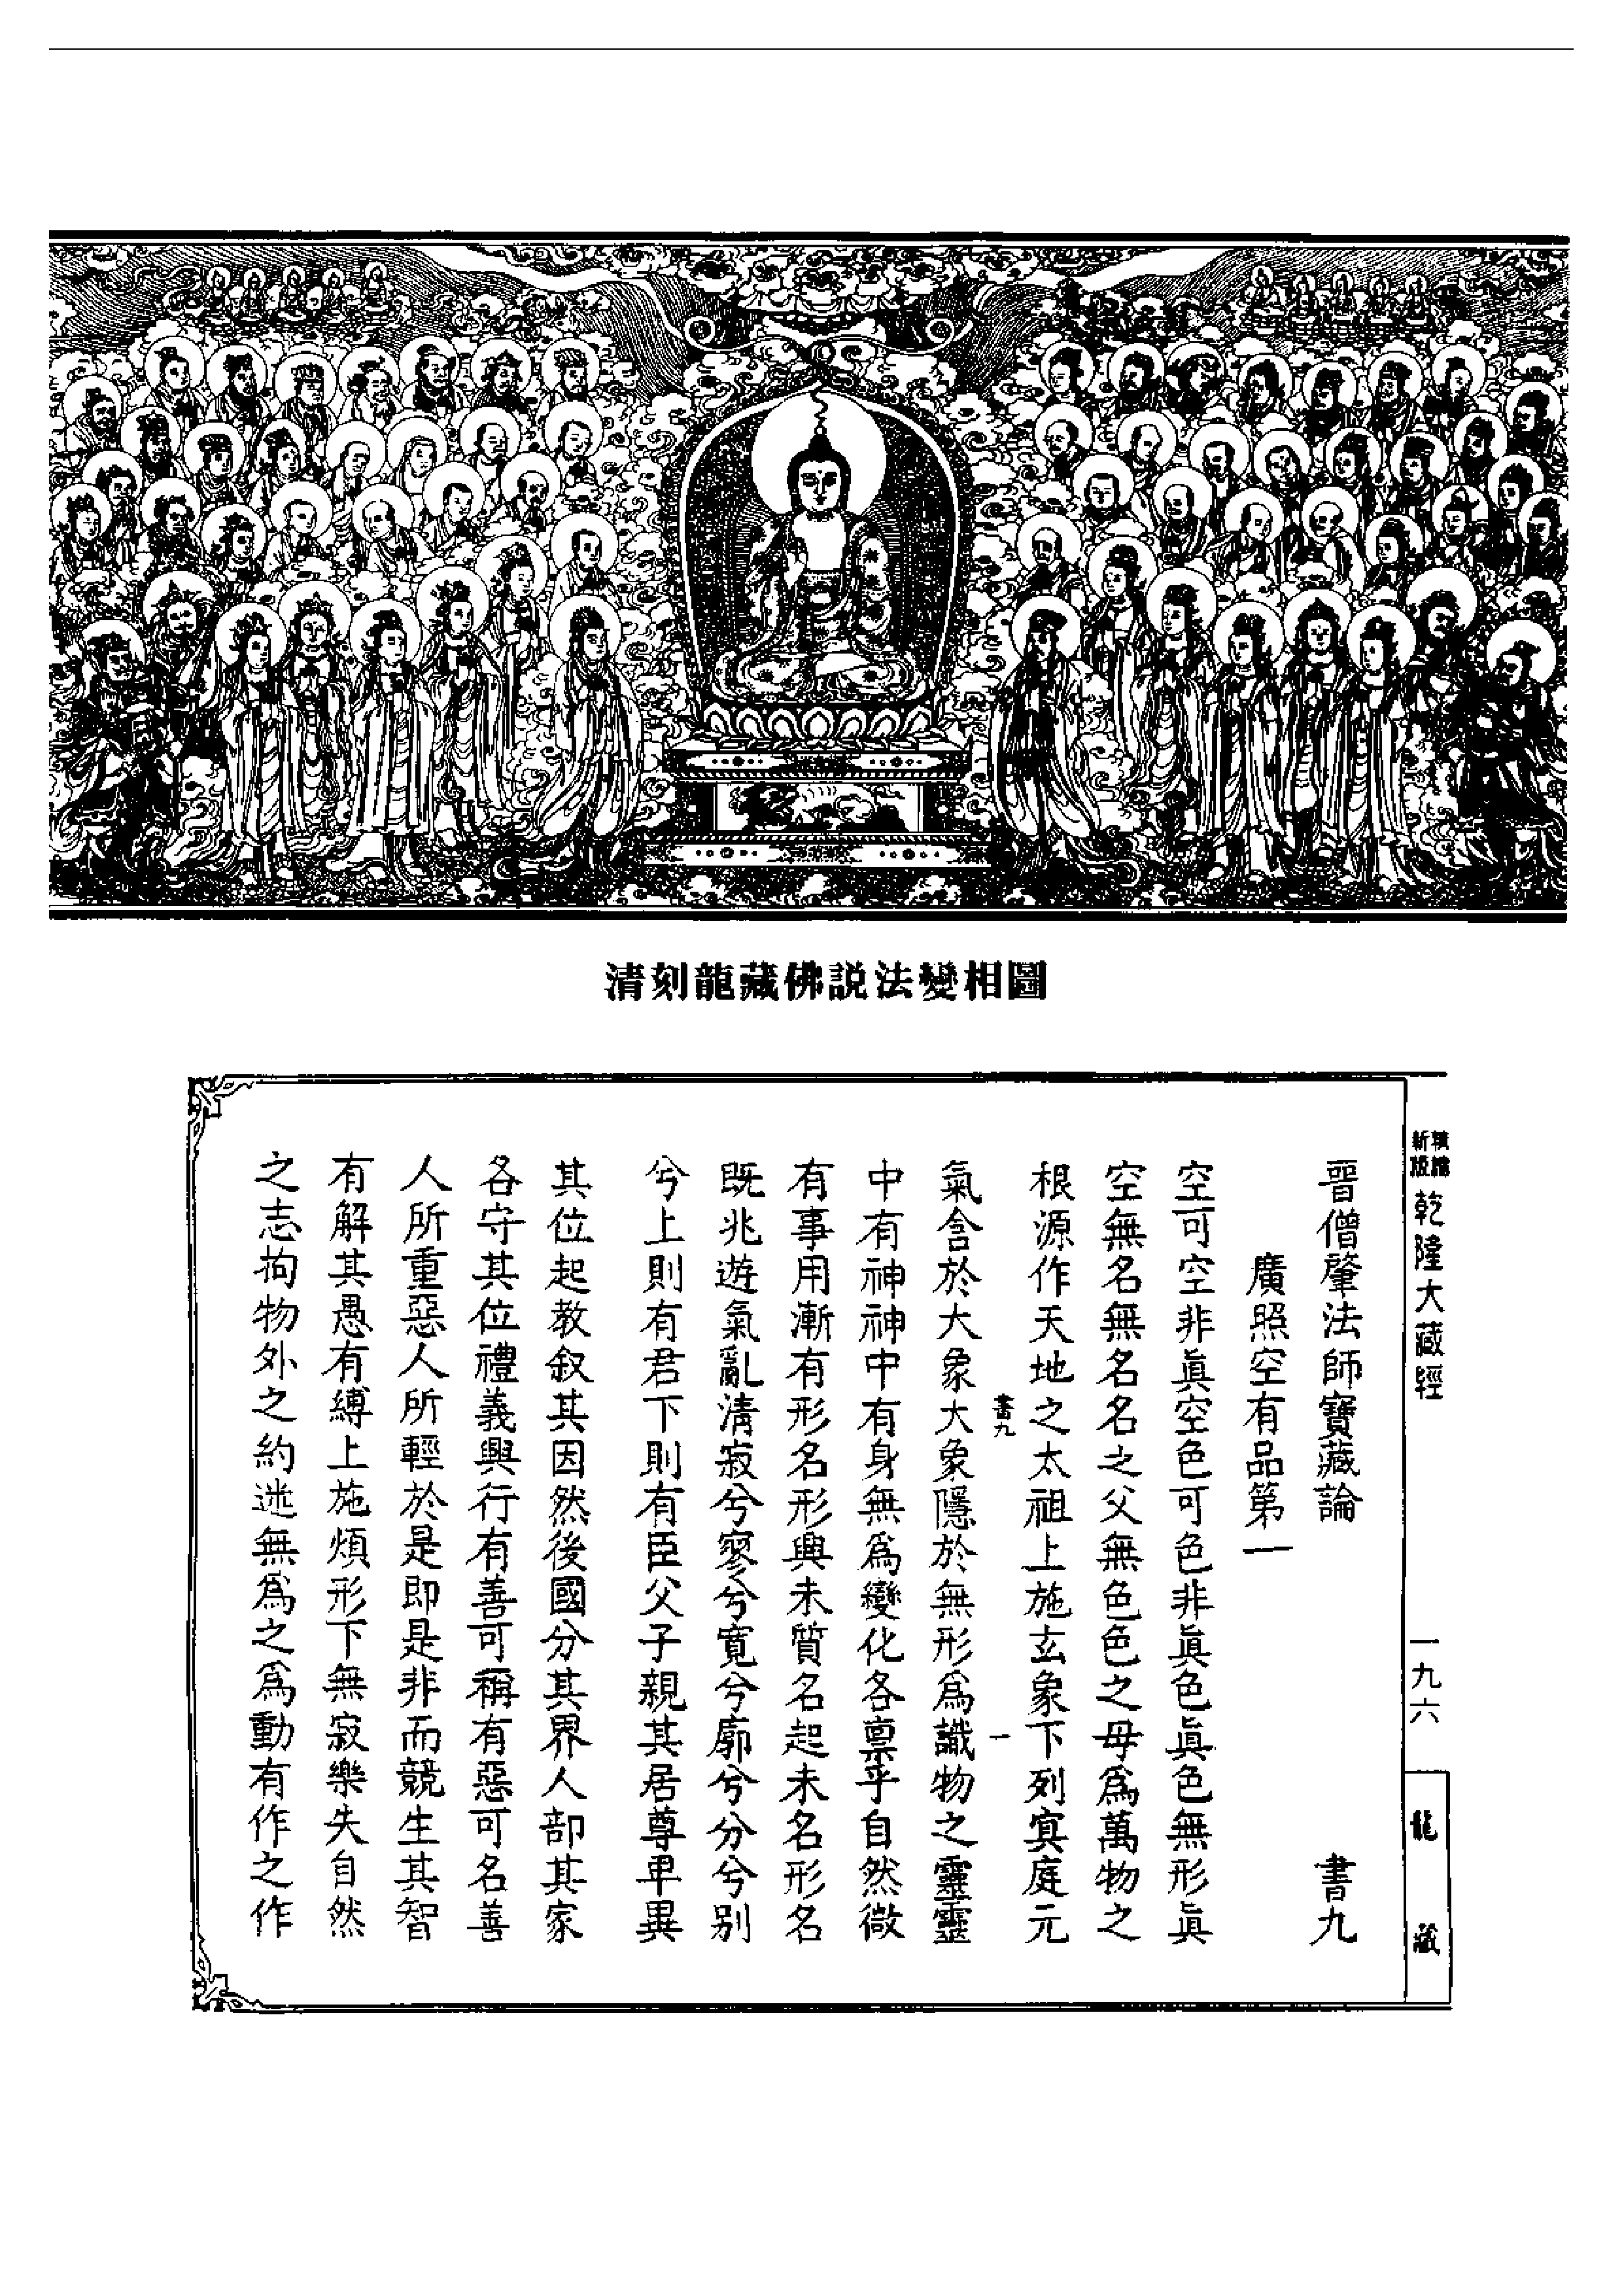 清刻龍藏佛説法變相圖
新版
乾隆大藏經
一九六
龍藏
晋僧肇法師寶藏論 書九
廣照空有品第一
空可空非眞空色可色非眞色眞色無形眞
空無名無名名之父無色色之母爲萬物之
根源作天地之太祖上施玄象下列寞庭元
書九 一
氣含於大象大象隱於無形爲識物之靈靈
中有神神中有身無爲變化各禀乎自然微
有事用漸有形名形興未質名起未名形名
既兆遊氣亂清寂兮寥兮寛兮廓兮分兮别
兮上則有君下則有臣父子親其居尊卑異
其位起教叙其因然後國分其界人部其家
各守其位禮義興行有善可稱有惡可名善
人所重惡人所輕於是即是非而競生其智
有解其愚有縛上施煩形下無寂樂失自然
之志拘物外之約迷無爲之爲動有作之作